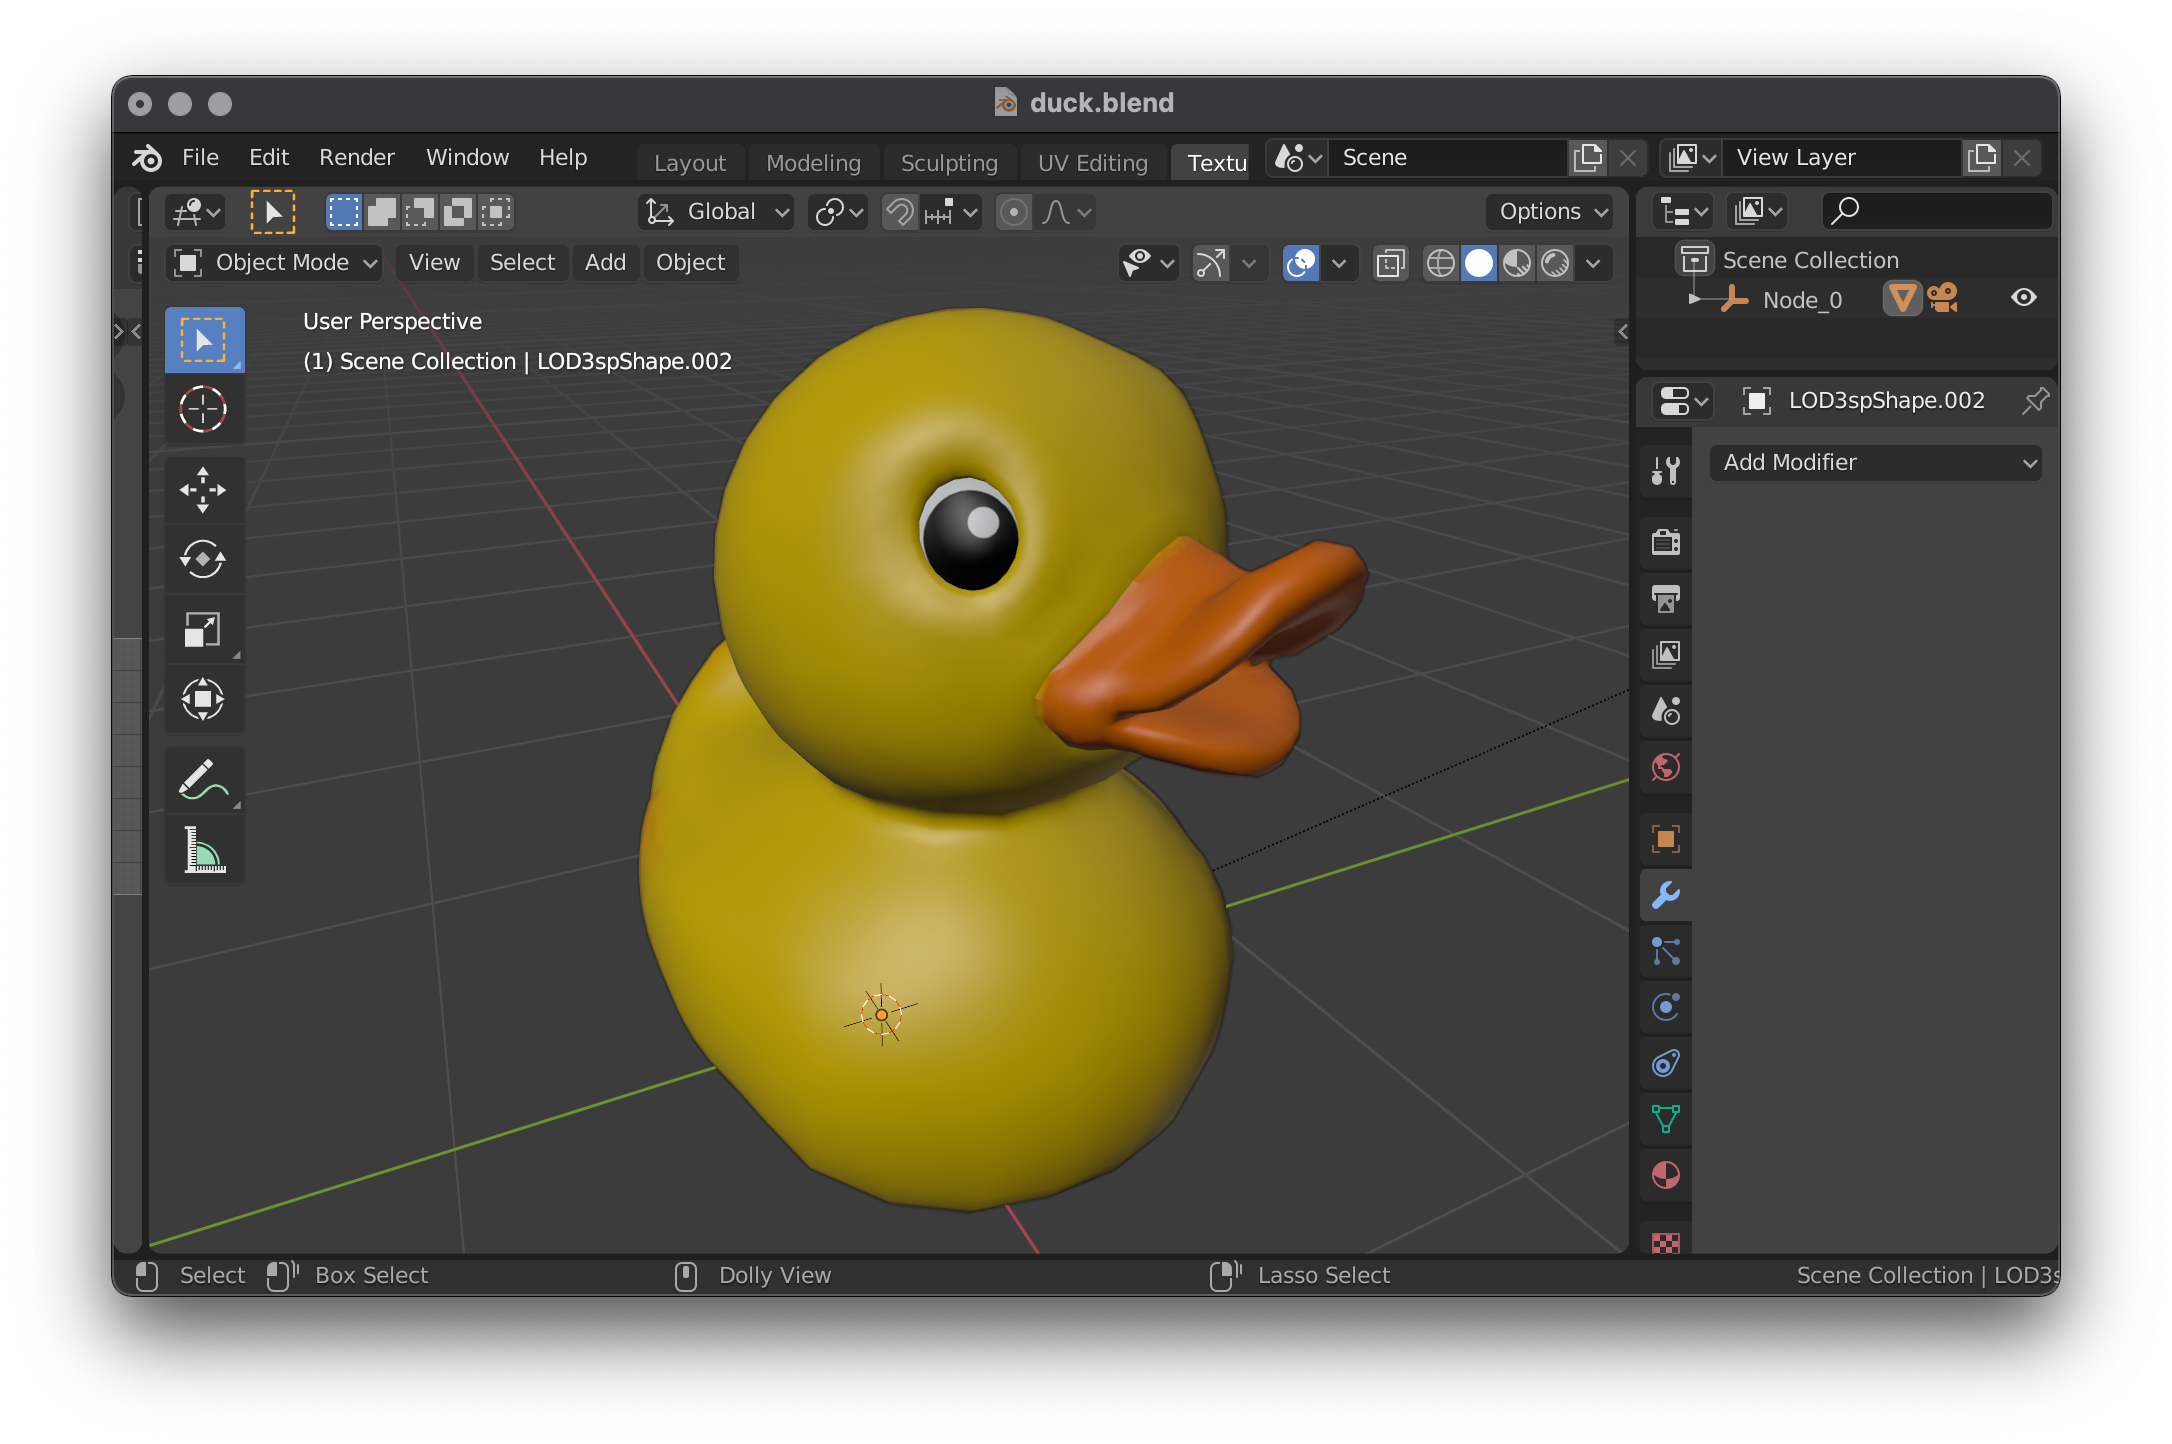 duck.blend
File Edit Render Window Help Layout Modeling Sculpting UV Editing Textu Scene View Layer
Global Options
Object Mode View Select Add Object
Scene Collection
Node_0
User Perspective
(1) Scene Collection | LOD3spShape.002
LOD3spShape.002
Add Modifier
Select Box Select Dolly View Lasso Select Scene Collection | LOD3s